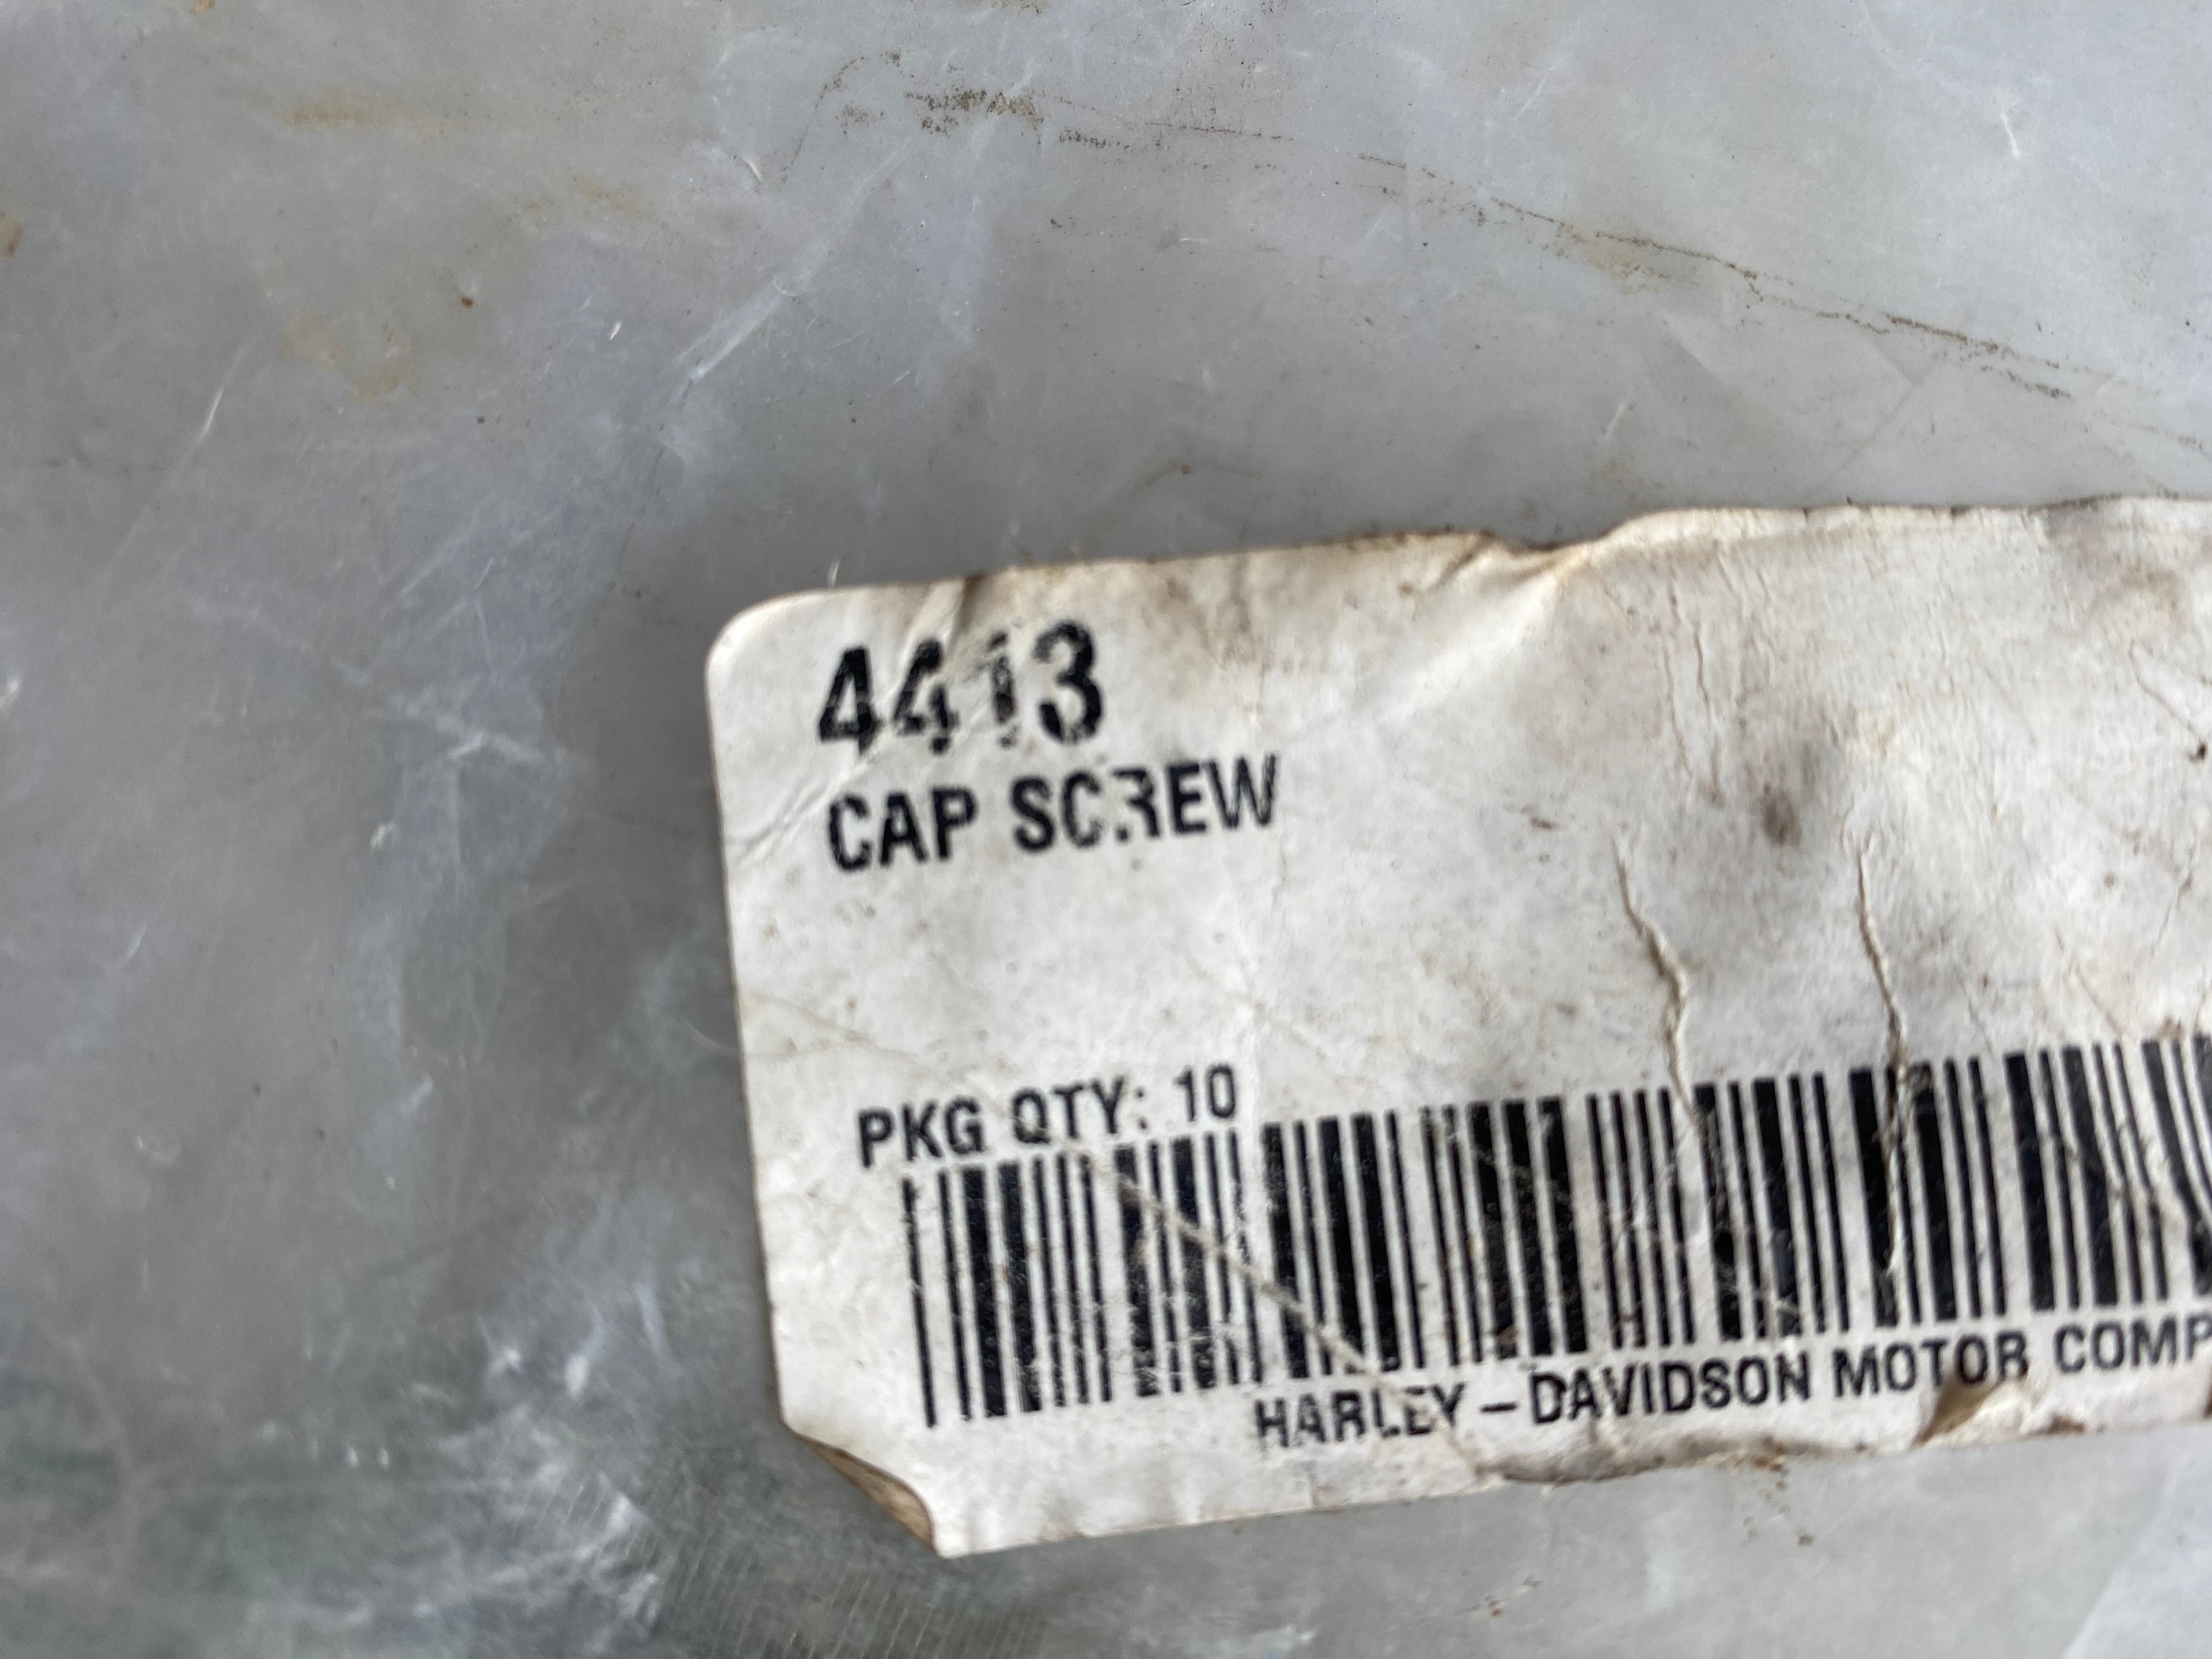 4413
CAP SCREW
PKG QTY: 10
HARLEY-DAVIDSON MOTOR COMP